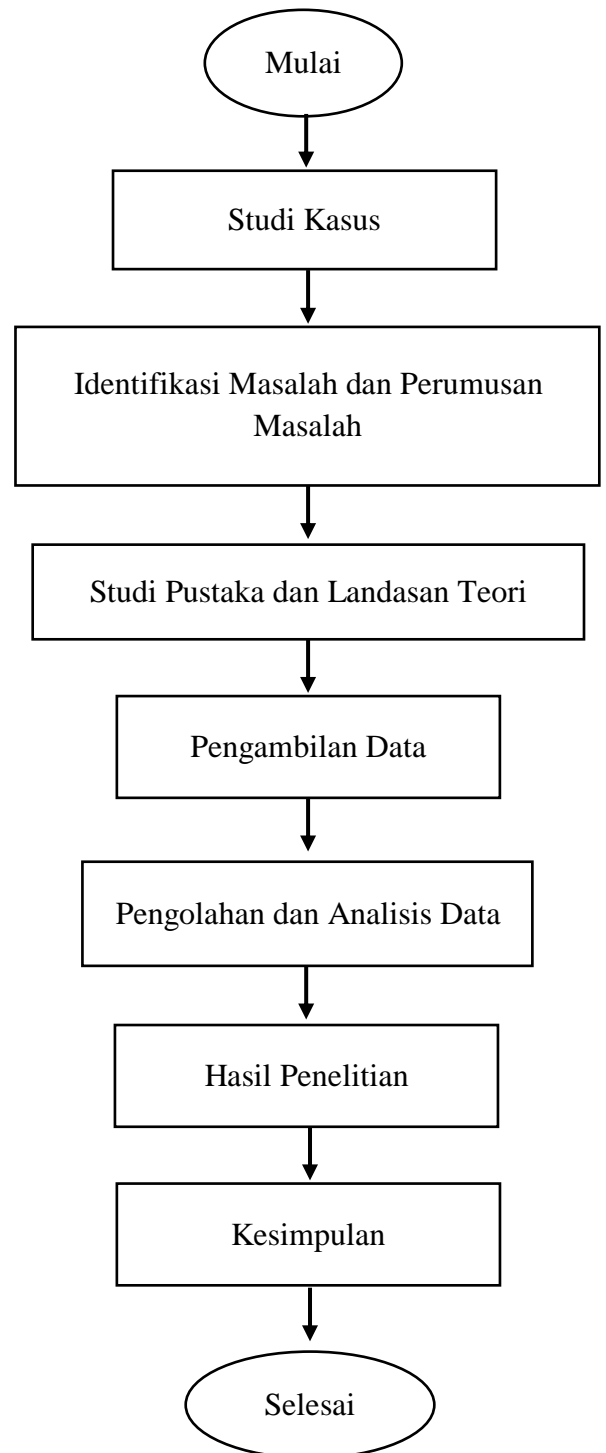 Mulai
Studi Kasus
Identifikasi Masalah dan Perumusan
Masalah
Studi Pustaka dan Landasan Teori
Pengambilan Data
Pengolahan dan Analisis Data
Hasil Penelitian
Kesimpulan
Selesai